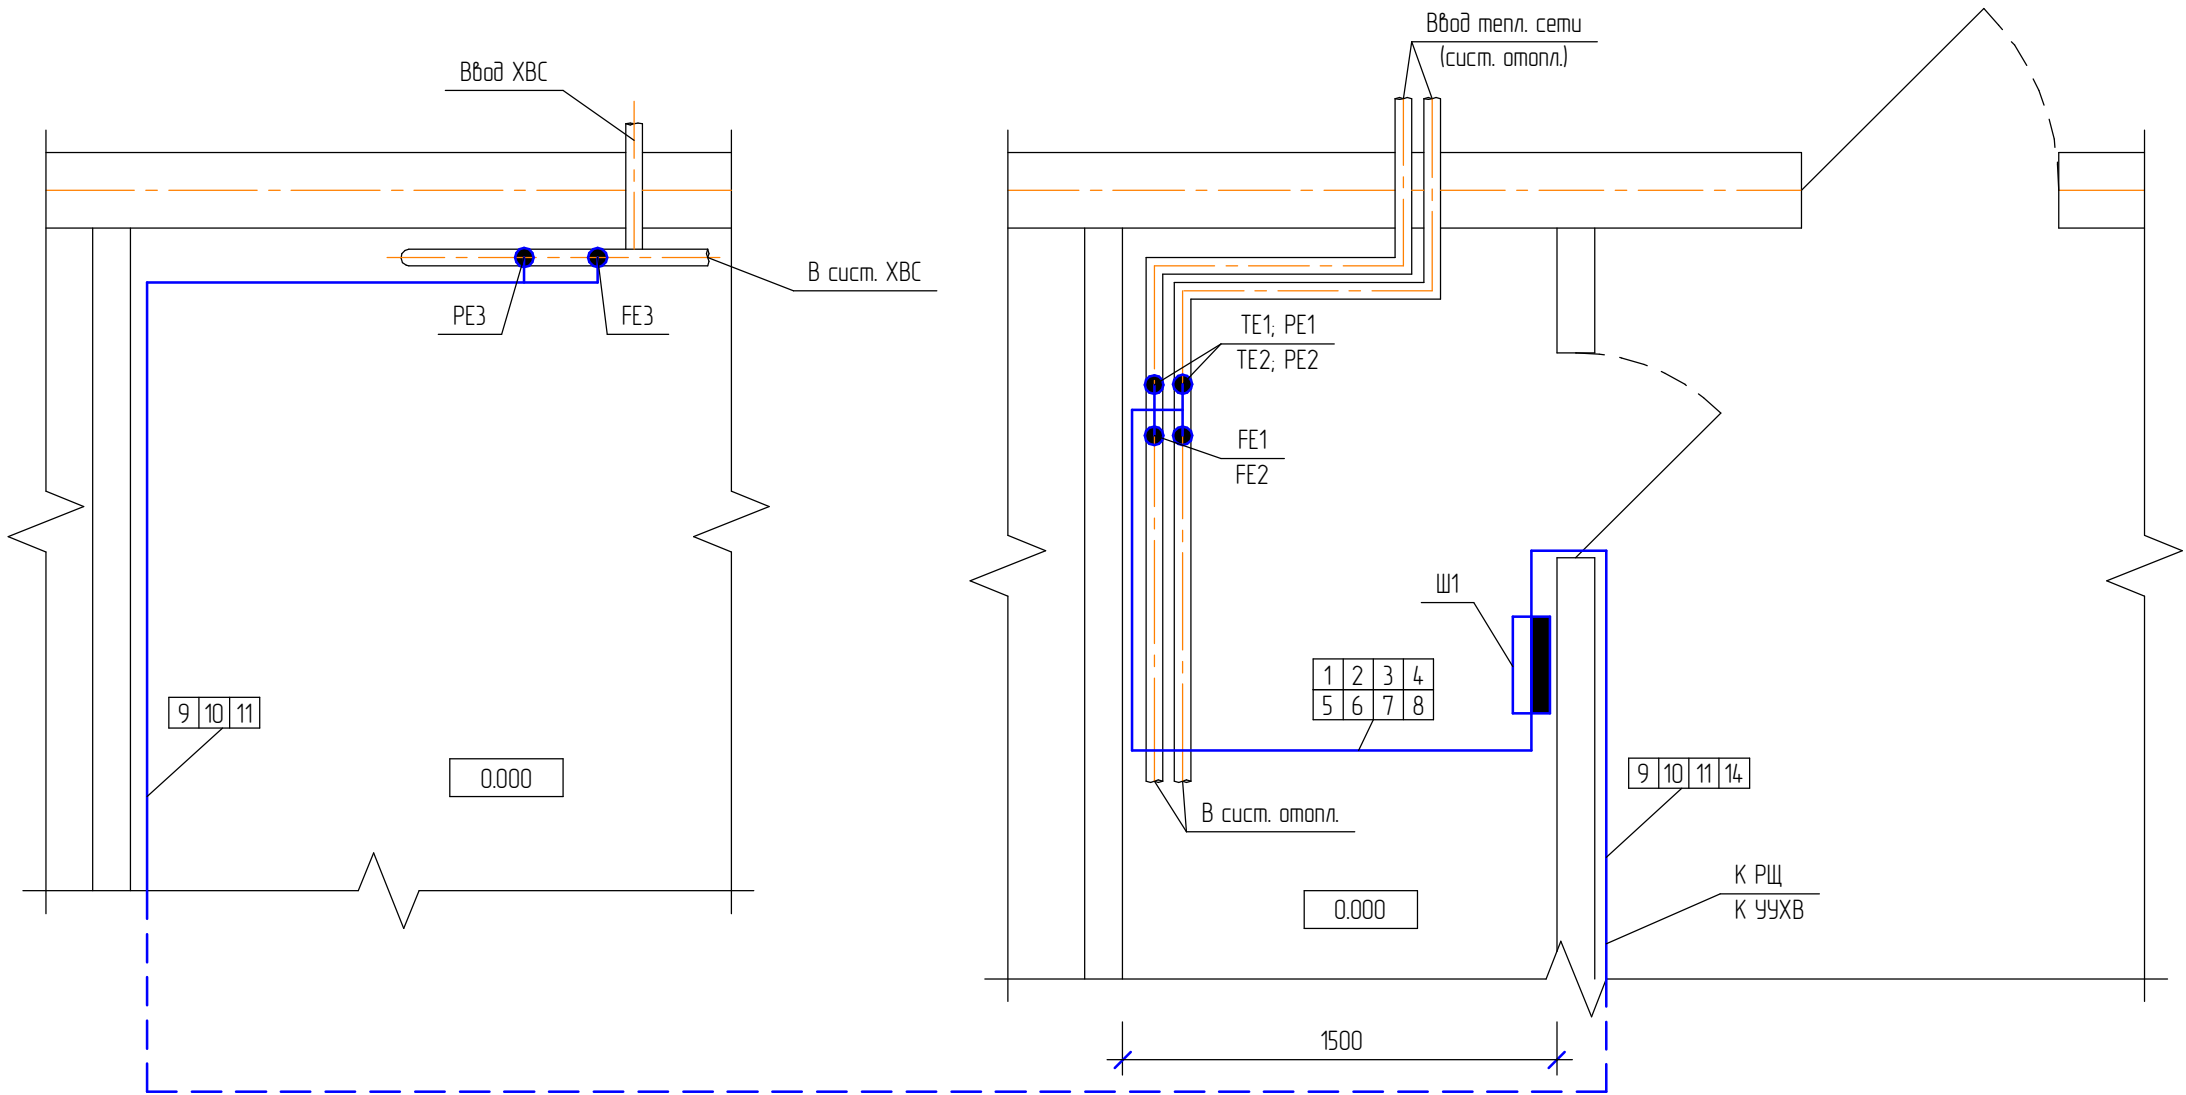 Ввод тепл. сети
(сист. отопл.)
Ввод ХВС
В сист. ХВС
PE3
FE3
TE1; PE1
TE2; PE2
FE1
FE2
Ш1
1 2 3 4
5 6 7 8
9 10 11
0.000
9 10 11 14
В сист. отопл.
К РЩ
К УУХВ
0.000
1500